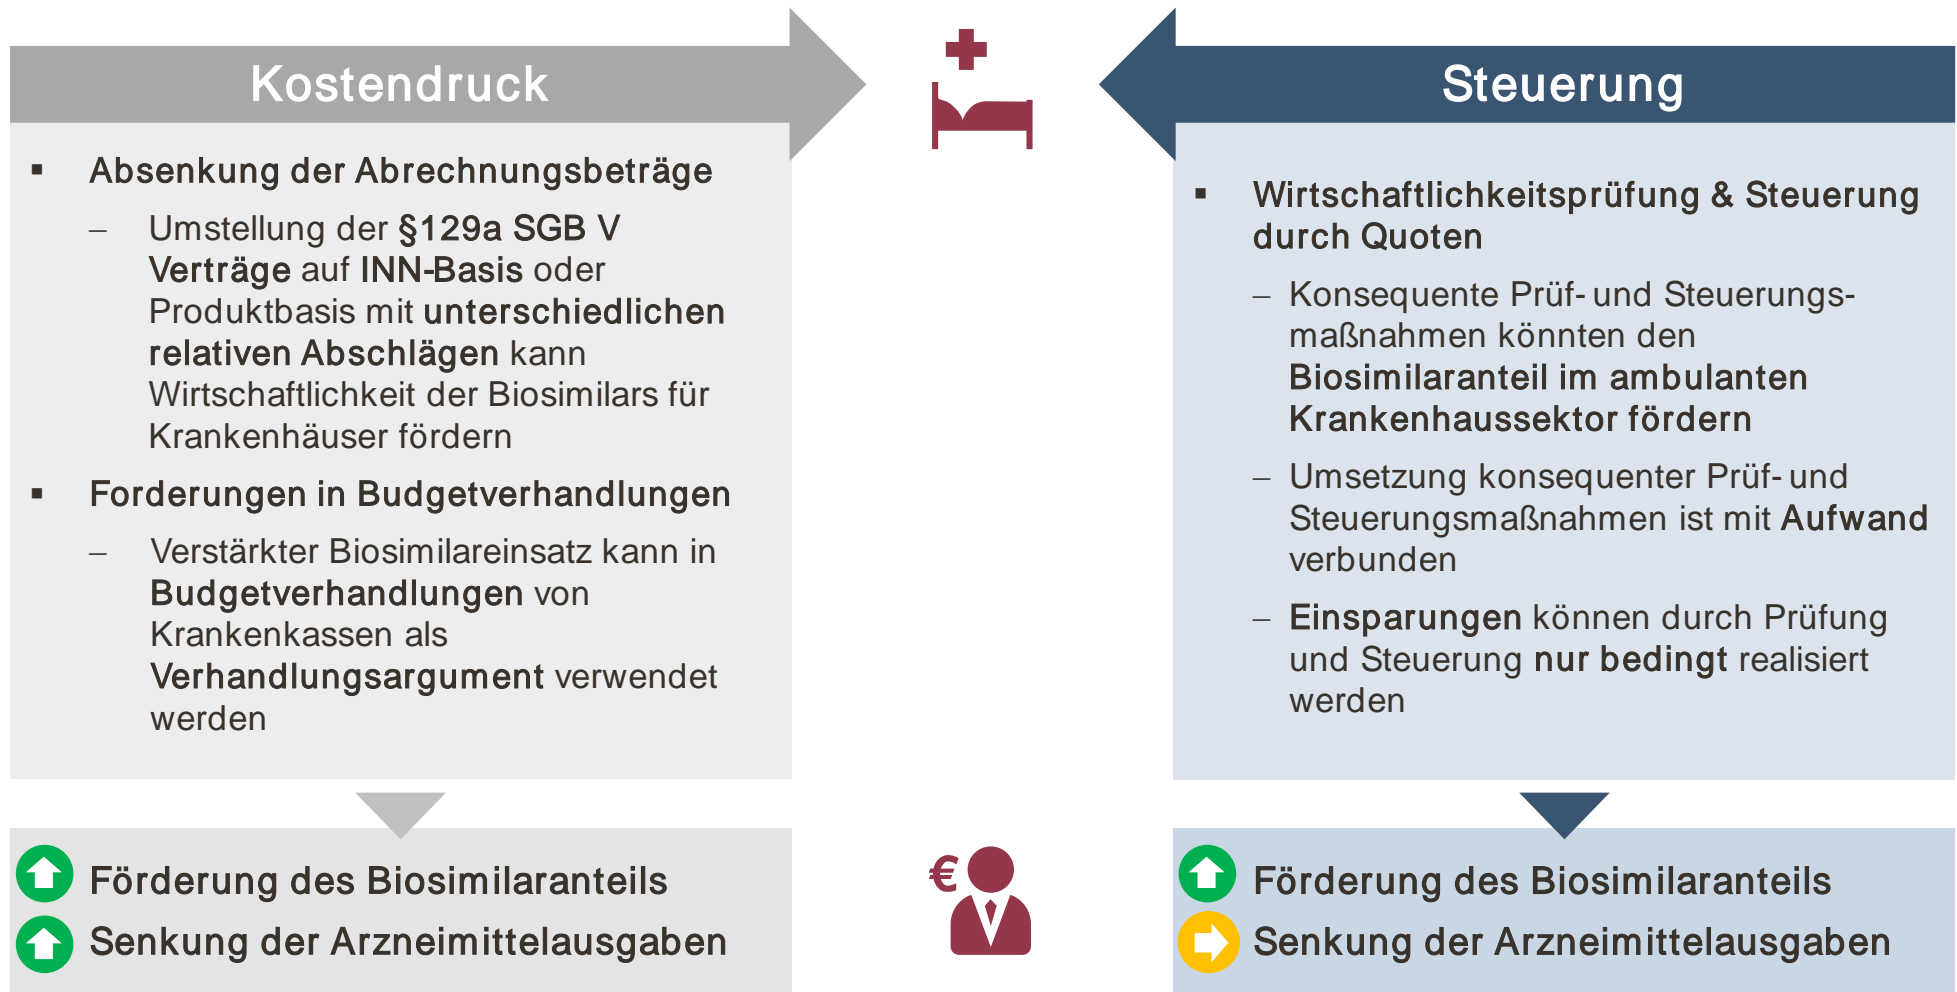 Kostendruck
▪ Absenkung der Abrechnungsbeträge
– Umstellung der §129a SGB V
Verträge auf INN-Basis oder
Produktbasis mit unterschiedlichen
relativen Abschlägen kann
Wirtschaftlichkeit der Biosimilars für
Krankenhäuser fördern
▪ Forderungen in Budgetverhandlungen
– Verstärkter Biosimilareinsatz kann in
Budgetverhandlungen von
Krankenkassen als
Verhandlungsargument verwendet
werden
Förderung des Biosimilaranteils
Senkung der Arzneimittelausgaben
€
Steuerung
▪ Wirtschaftlichkeitsprüfung & Steuerung
durch Quoten
– Konsequente Prüf- und Steuerungs-
maßnahmen könnten den
Biosimilaranteil im ambulanten
Krankenhaussektor fördern
– Umsetzung konsequenter Prüf- und
Steuerungsmaßnahmen ist mit Aufwand
verbunden
– Einsparungen können durch Prüfung
und Steuerung nur bedingt realisiert
werden
Förderung des Biosimilaranteils
Senkung der Arzneimittelausgaben